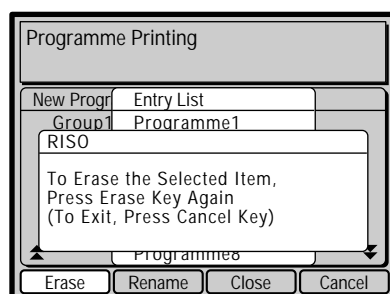 Programme Printing
New Progr Entry List
Group1 Programme1
RISO
To Erase the Selected Item,
Press Erase Key Again
(To Exit, Press Cancel Key)
Programme8
Erase Rename Close Cancel